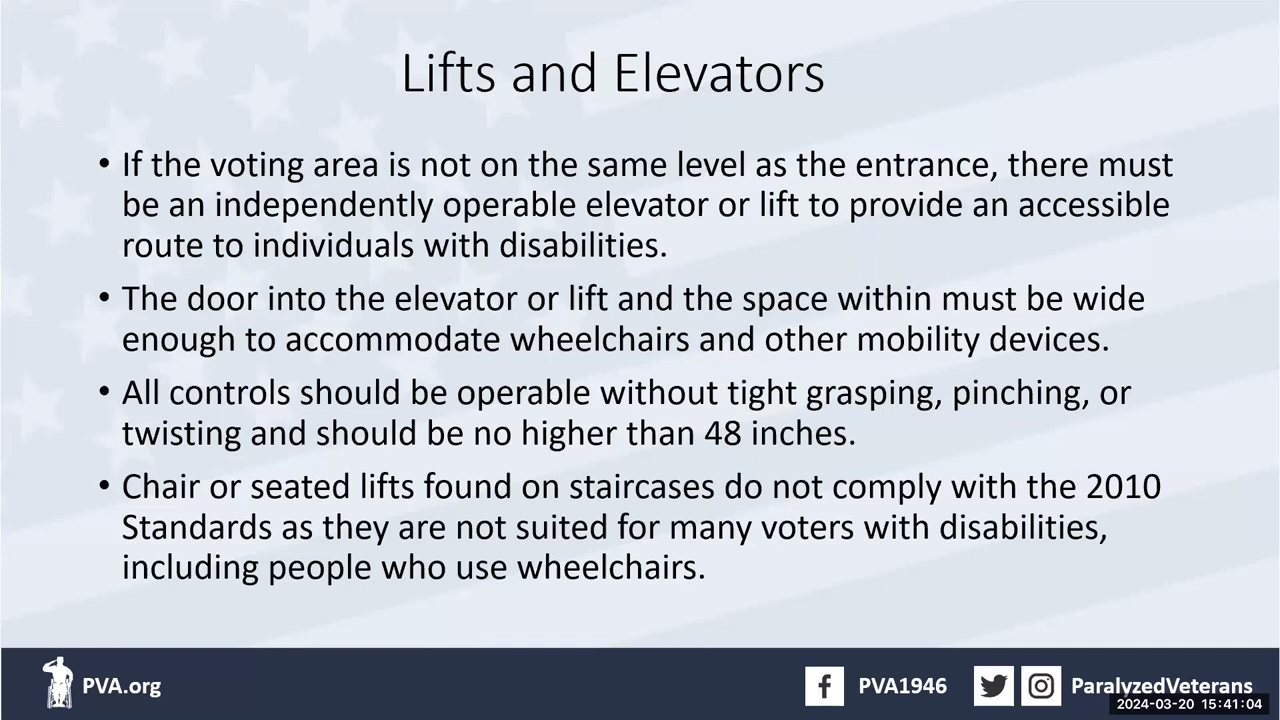 Lifts and Elevators
• If the voting area is not on the same level as the entrance, there must
be an independently operable elevator or lift to provide an accessible
route to individuals with disabilities.
• The door into the elevator or lift and the space within must be wide
enough to accommodate wheelchairs and other mobility devices.
• All controls should be operable without tight grasping, pinching, or
twisting and should be no higher than 48 inches.
• Chair or seated lifts found on staircases do not comply with the 2010
Standards as they are not suited for many voters with disabilities,
including people who use wheelchairs.
PVA.org
PVA1946
ParalyzedVeterans
2024-03-20 15:41:04